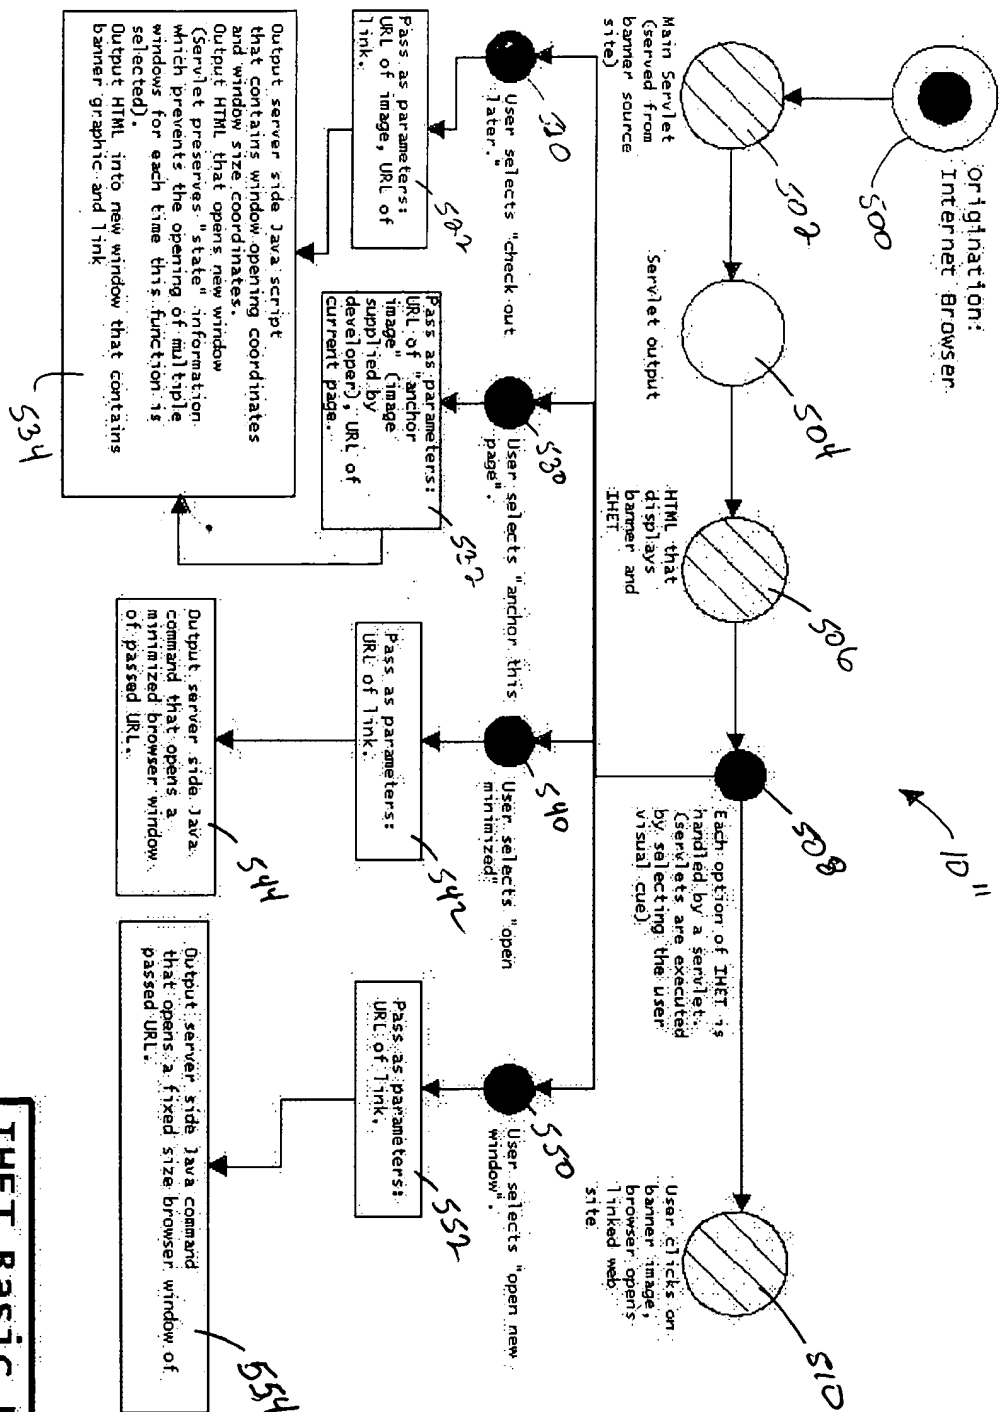 Origination:
Internet Browser
500
Main Servlet
(served from
banner source
site)
502
Servlet output
504
HTML that
displays
banner and
IHET
506
10"
508
Each option of IHET is
handled by a servlet.
(servlets are executed
by selecting the user
visual cue)
User clicks on
banner image,
browser opens
linked web
site
510
520
User selects "check out
later."
530
User selects "anchor this
page".
540
User selects "open
minimized"
550
User selects "open new
window".
Pass as parameters:
URL of image, URL of
link.
522
Pass as parameters:
URL of "anchor
image" (image
supplied by
developer), URL of
current page.
532
Pass as parameters:
URL of link.
542
Pass as parameters:
URL of link.
552
Output server side Java script
that contains window opening coordinates
and window size coordinates.
Output HTML that opens new window
(Servlet preserves "state" information
which prevents the opening of multiple
windows for each time this function is
selected).
Output HTML into new window that contains
banner graphic and link
534
Output server side Java
command that opens a
minimized browser window
of passed URL.
544
Output server side Java command
that opens a fixed size browser window of
passed URL.
554
IHET Basic